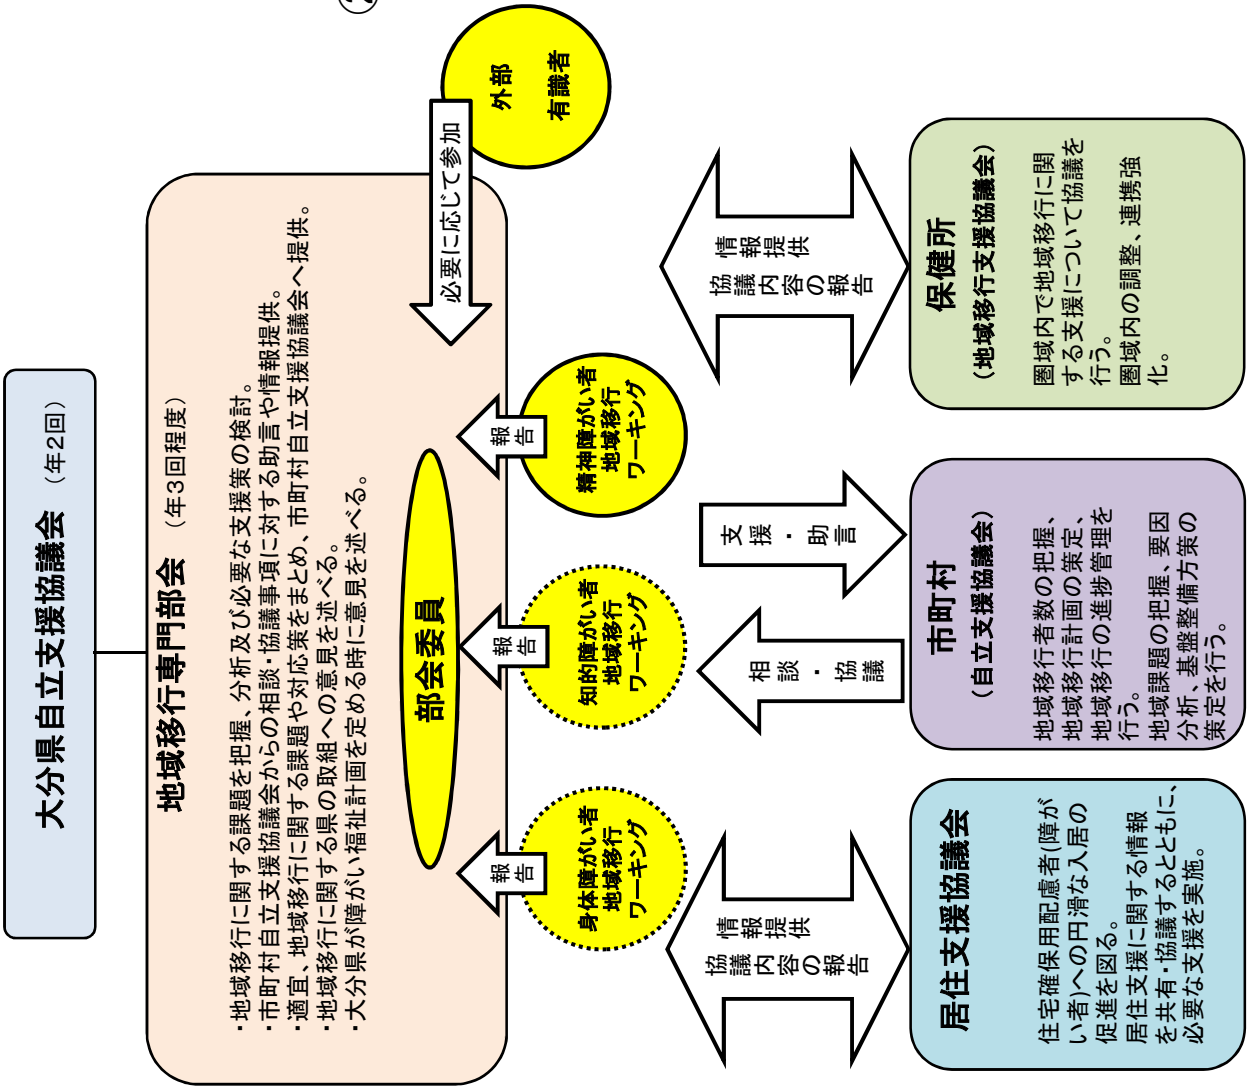 大分県自立支援協議会（年2回）
地域移行専門部会（年3回程度）
・地域移行に関する課題を把握、分析及び必要な支援策の検討。
・市町村自立支援協議会からの相談・協議事項に対する助言や情報提供。
・適宜、地域移行に関する課題や対応策をまとめ、市町村自立支援協議会へ提供。
・地域移行に関する県の取組への意見を述べる。
・大分県が障がい福祉計画を定める時に意見を述べる。
部会委員
必要に応じて参加
外部
有識者
報告
報告
報告
身体障がい者
地域移行
ワーキング
知的障がい者
地域移行
ワーキング
精神障がい者
地域移行
ワーキング
情報提供
協議内容の報告
相談・協議
支援・助言
情報提供
協議内容の報告
居住支援協議会
住宅確保用配慮者(障が
い者)への円滑な入居の
促進を図る。
居住支援に関する情報
を共有・協議するとともに、
必要な支援を実施。
市町村
（自立支援協議会）
地域移行者数の把握、
地域移行計画の策定、
地域移行の進捗管理を
行う。
地域課題の把握、要因
分析、基盤整備方策の
策定を行う。
保健所
（地域移行支援協議会）
圏域内で地域移行に関
する支援について協議を
行う。
圏域内の調整、連携強
化。